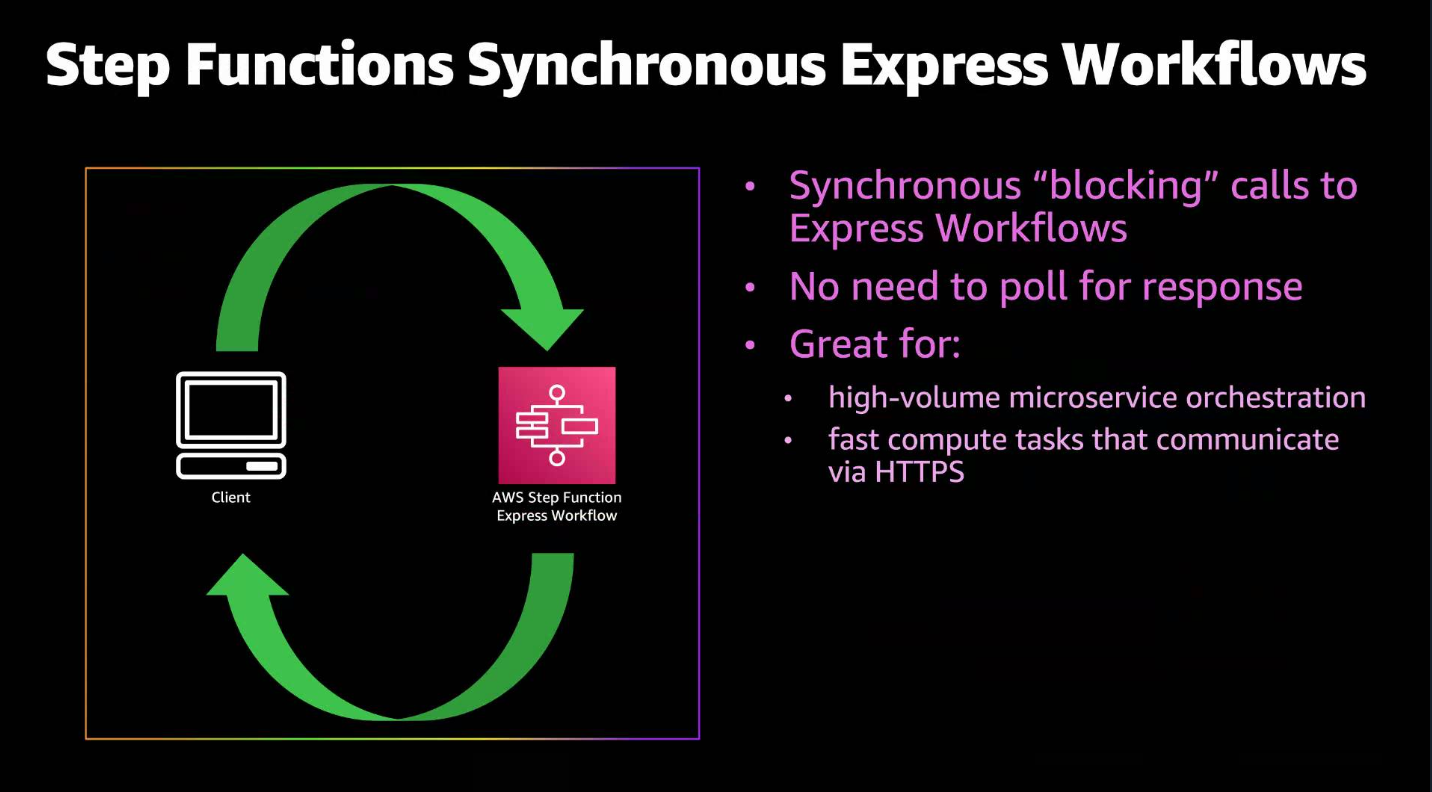 Step Functions Synchronous Express Workflows
Client
AWS Step Function
Express Workflow
• Synchronous “blocking” calls to
Express Workflows
• No need to poll for response
• Great for:
• high-volume microservice orchestration
• fast compute tasks that communicate
via HTTPS